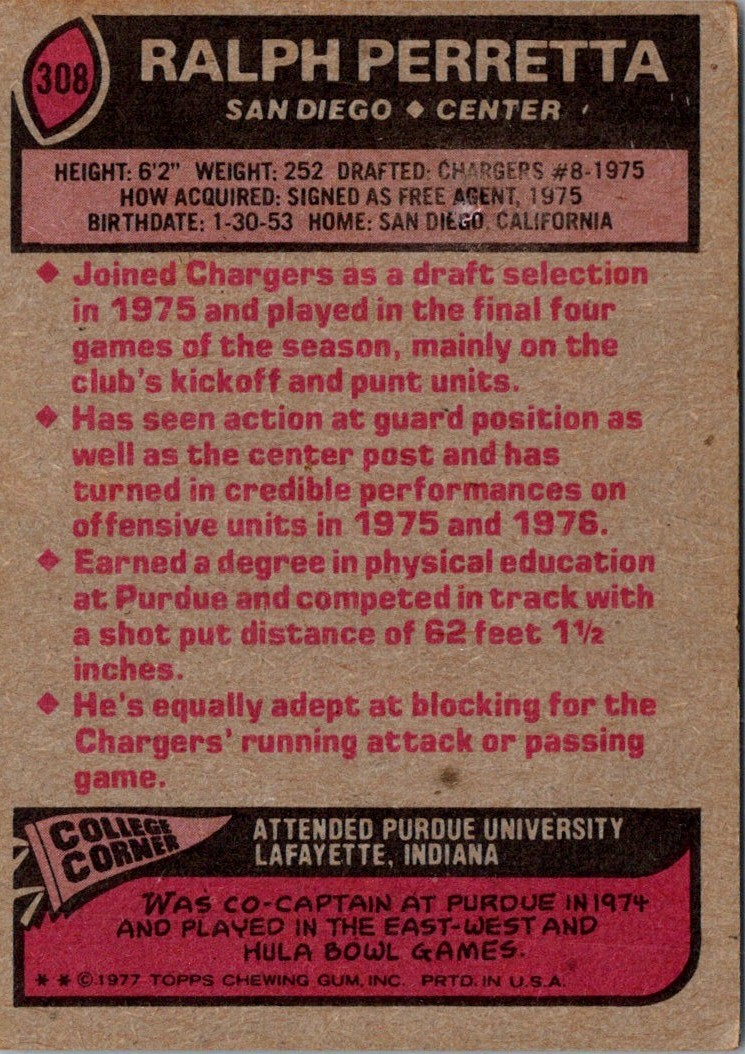 308
RALPH PERRETTA
SAN DIEGO ♦ CENTER
HEIGHT: 6'2" WEIGHT: 252 DRAFTED: CHARGERS #8-1975
HOW ACQUIRED: SIGNED AS FREE AGENT, 1975
BIRTHDATE: 1-30-53 HOME: SAN DIEGO, CALIFORNIA
♦ Joined Chargers as a draft selection
in 1975 and played in the final four
games of the season, mainly on the
club's kickoff and punt units.
♦ Has seen action at guard position as
well as the center post and has
turned in credible performances on
offensive units in 1975 and 1976.
♦ Earned a degree in physical education
at Purdue and competed in track with
a shot put distance of 62 feet 1½
inches.
♦ He's equally adept at blocking for the
Chargers' running attack or passing
game.
COLLEGE
CORNER
ATTENDED PURDUE UNIVERSITY
LAFAYETTE, INDIANA
WAS CO-CAPTAIN AT PURDUE IN 1974
AND PLAYED IN THE EAST-WEST AND
HULA BOWL GAMES.
* * © 1977 TOPPS CHEWING GUM, INC. PRTD. IN U.S.A.